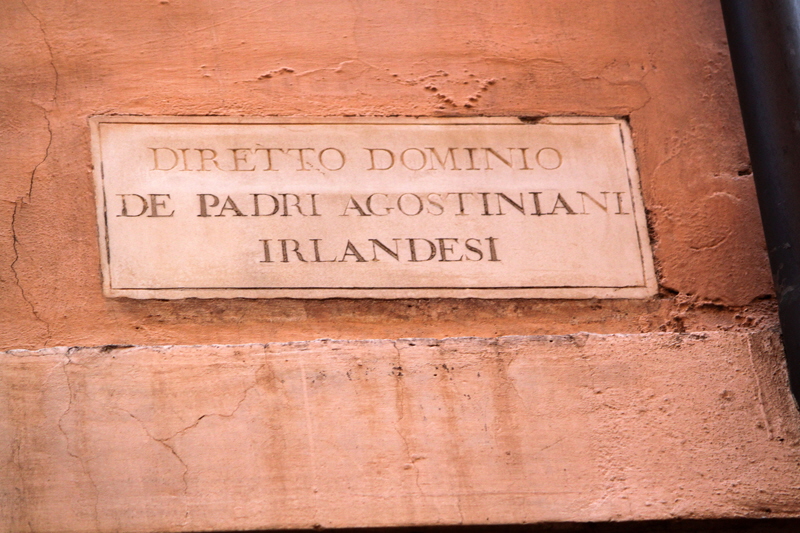 DIRETTO DOMINIO
DE PADRI AGOSTINIANI
IRLANDESI